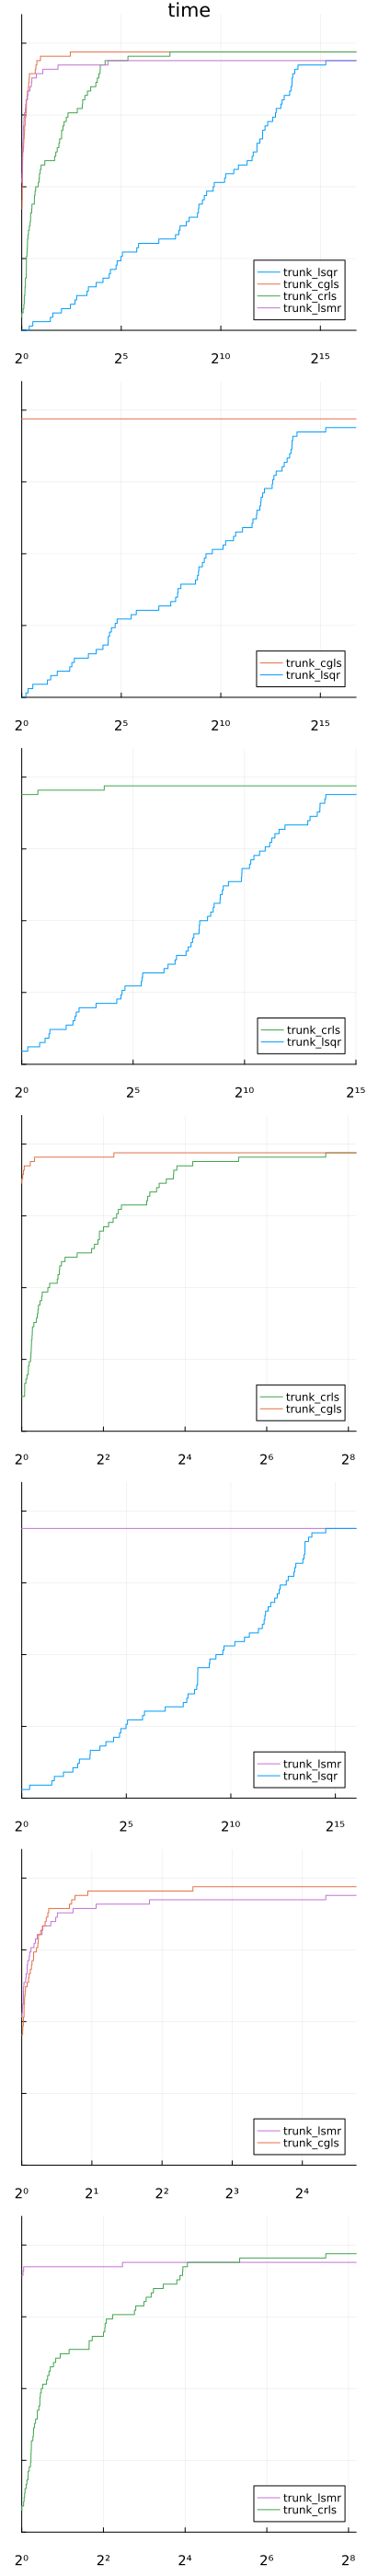 time
trunk_lsqr
trunk_cgls
trunk_crls
trunk_lsmr
2⁰ 2⁵ 2¹⁰ 2¹⁵
trunk_cgls
trunk_lsqr
2⁰ 2⁵ 2¹⁰ 2¹⁵
trunk_crls
trunk_lsqr
2⁰ 2⁵ 2¹⁰ 2¹⁵
trunk_crls
trunk_cgls
2⁰ 2² 2⁴ 2⁶ 2⁸
trunk_lsmr
trunk_lsqr
2⁰ 2⁵ 2¹⁰ 2¹⁵
trunk_lsmr
trunk_cgls
2⁰ 2¹ 2² 2³ 2⁴
trunk_lsmr
trunk_crls
2⁰ 2² 2⁴ 2⁶ 2⁸